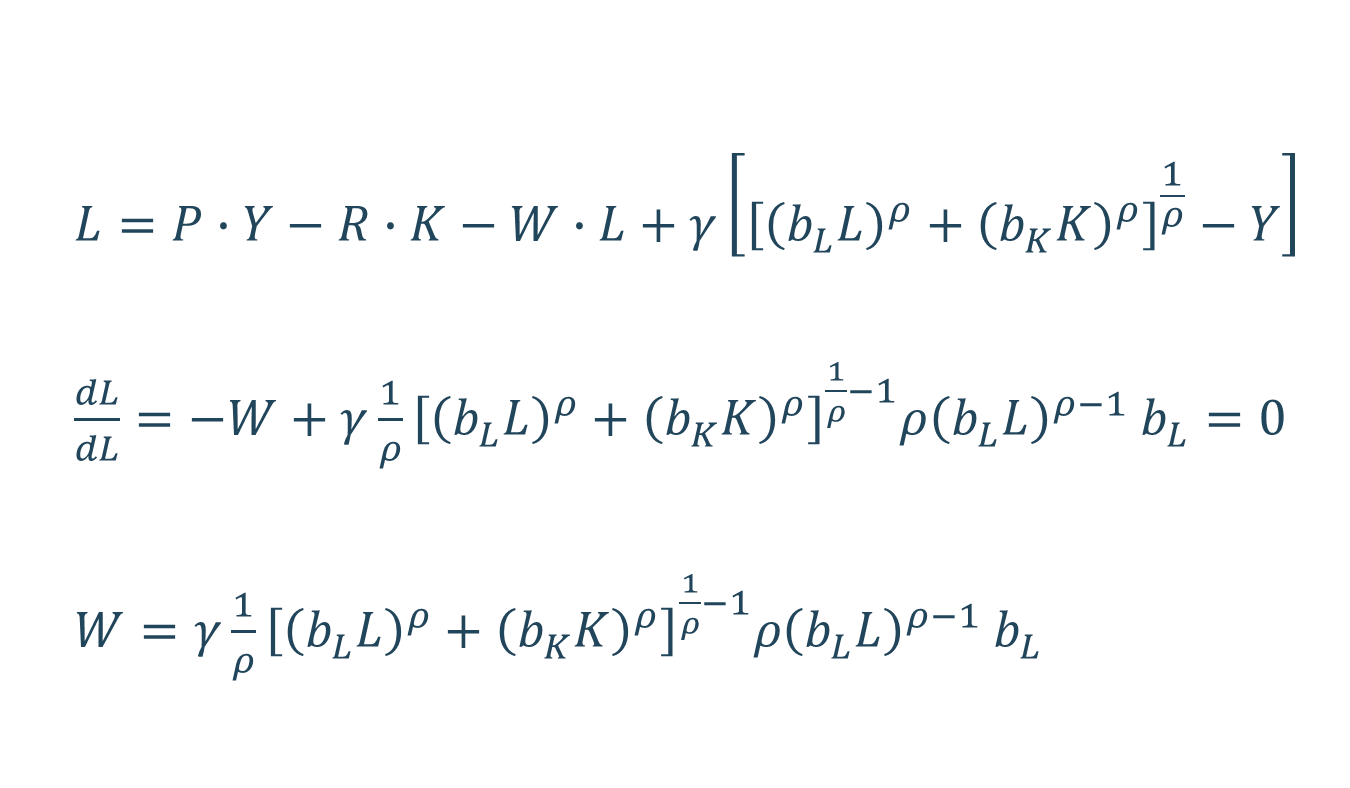 L = P · Y − R · K − W · L + γ [[(b_L L)^ρ + (b_K K)^ρ]^{1/ρ} − Y]
dL/dL = −W + γ 1/ρ [(b_L L)^ρ + (b_K K)^ρ]^{1/ρ−1} ρ(b_L L)^{ρ−1} b_L = 0
W = γ 1/ρ [(b_L L)^ρ + (b_K K)^ρ]^{1/ρ−1} ρ(b_L L)^{ρ−1} b_L